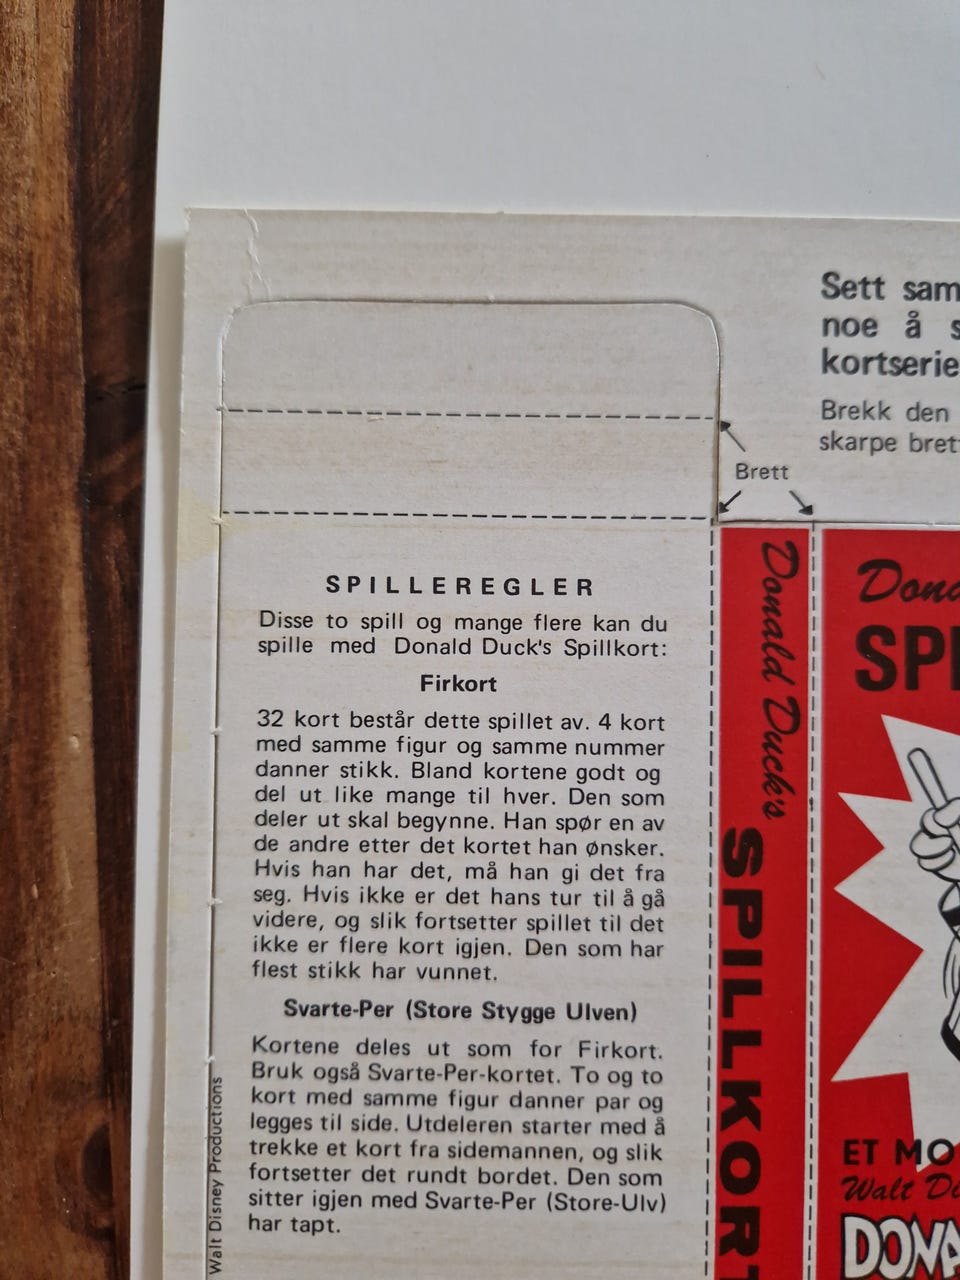 Sett sam
noe å s
kortserie
Brekk den
skarpe bret
Brett
SPILLEREGLER
Disse to spill og mange flere kan du
spille med Donald Duck's Spillkort:
Firkort
32 kort består dette spillet av. 4 kort
med samme figur og samme nummer
danner stikk. Bland kortene godt og
del ut like mange til hver. Den som
deler ut skal begynne. Han spør en av
de andre etter det kortet han ønsker.
Hvis han har det, må han gi det fra
seg. Hvis ikke er det hans tur til å gå
videre, og slik fortsetter spillet til det
ikke er flere kort igjen. Den som har
flest stikk har vunnet.
Svarte-Per (Store Stygge Ulven)
Kortene deles ut som for Firkort.
Bruk også Svarte-Per-kortet. To og to
kort med samme figur danner par og
legges til side. Utdeleren starter med å
trekke et kort fra sidemannen, og slik
fortsetter det rundt bordet. Den som
sitter igjen med Svarte-Per (Store-Ulv)
har tapt.
Walt Disney Productions
Donald Duck's
SPILLKORT
Dona
SPI
ET MO
Walt Di
DONA